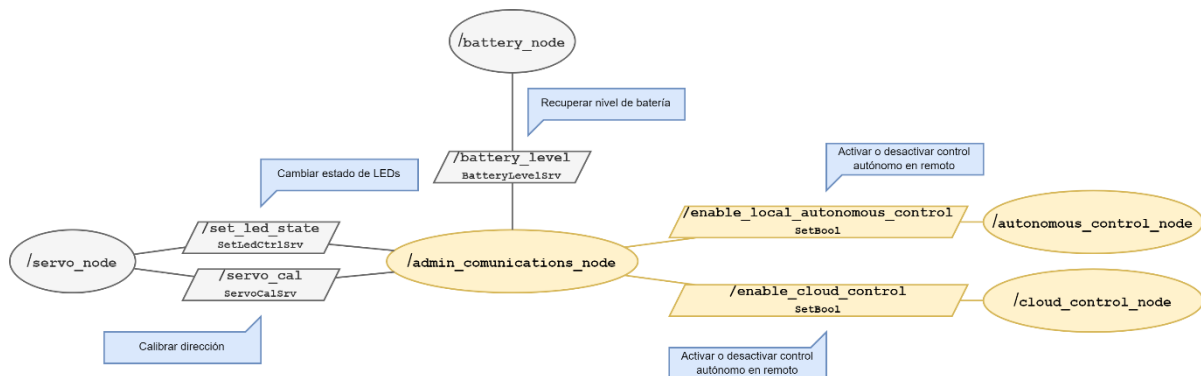 /battery_node
Recuperar nivel de batería
/battery_level
BatteryLevelSrv
Activar o desactivar control
autónomo en remoto
Cambiar estado de LEDs
/set_led_state
SetLedCtrlSrv
/enable_local_autonomous_control
SetBool
/autonomous_control_node
/servo_node
/admin_comunications_node
/servo_cal
ServoCalSrv
/enable_cloud_control
SetBool
/cloud_control_node
Calibrar dirección
Activar o desactivar control
autónomo en remoto